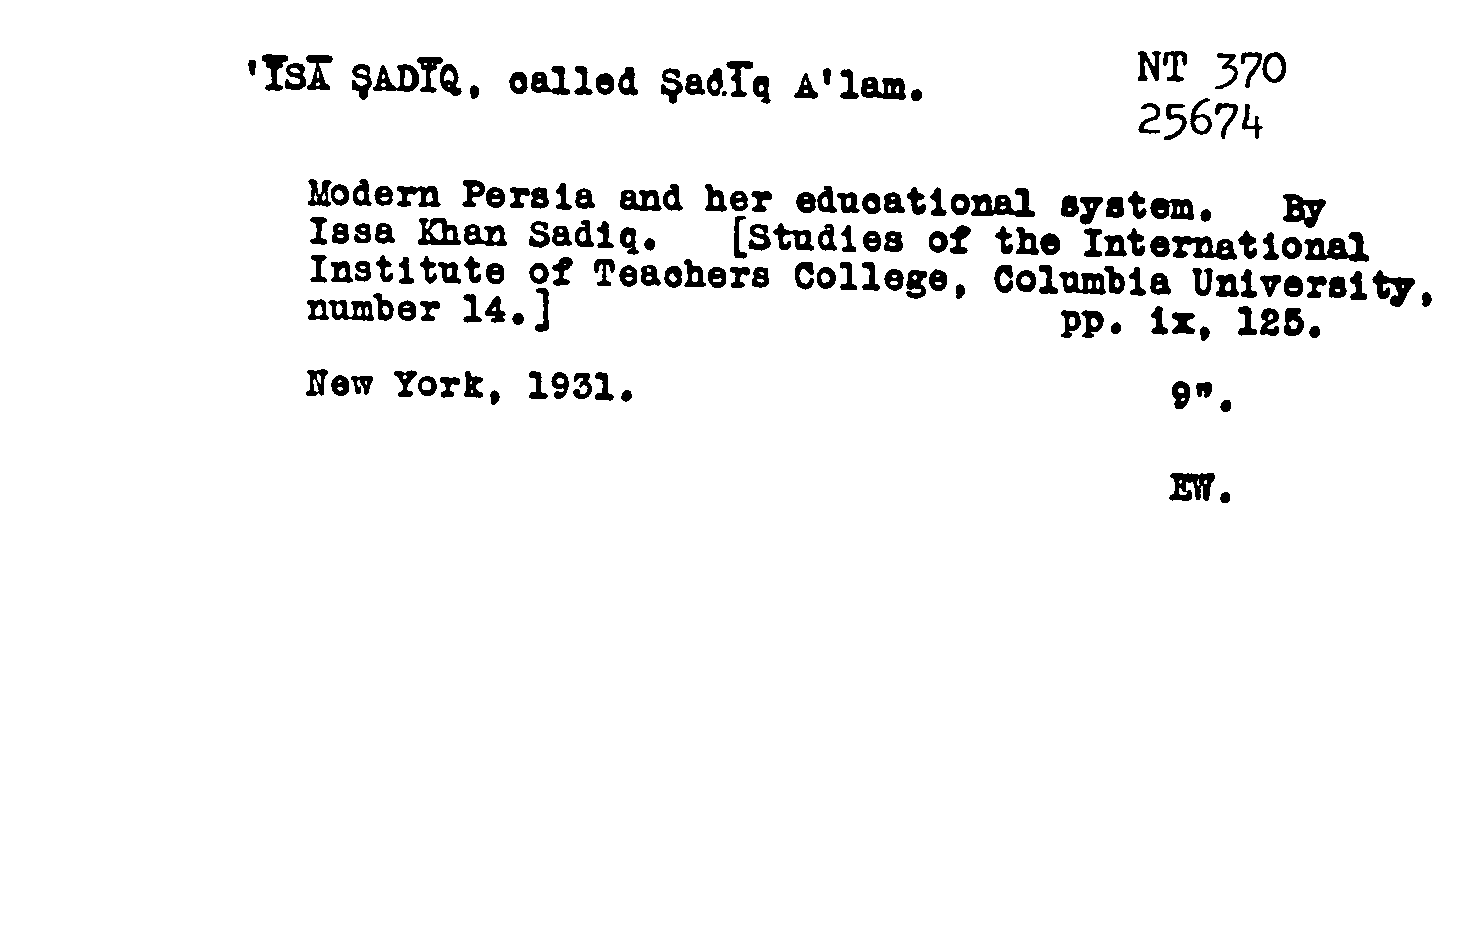 'ĪSĀ ṢADĪQ, called Ṣadīq A'lam.
NT 370
25674
Modern Persia and her educational system. By
Issa Khan Sadiq. [Studies of the International
Institute of Teachers College, Columbia University,
number 14.] pp. ix, 125.
New York, 1931. 9".
EW.